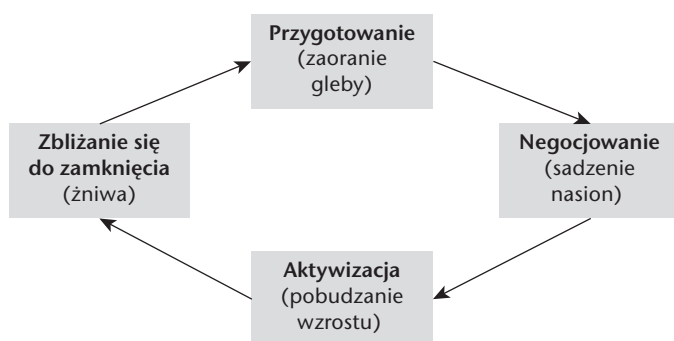 Przygotowanie
(zaoranie
gleby)
Zbliżanie się
do zamknięcia
(żniwa)
Negocjowanie
(sadzenie
nasion)
Aktywizacja
(pobudzanie
wzrostu)